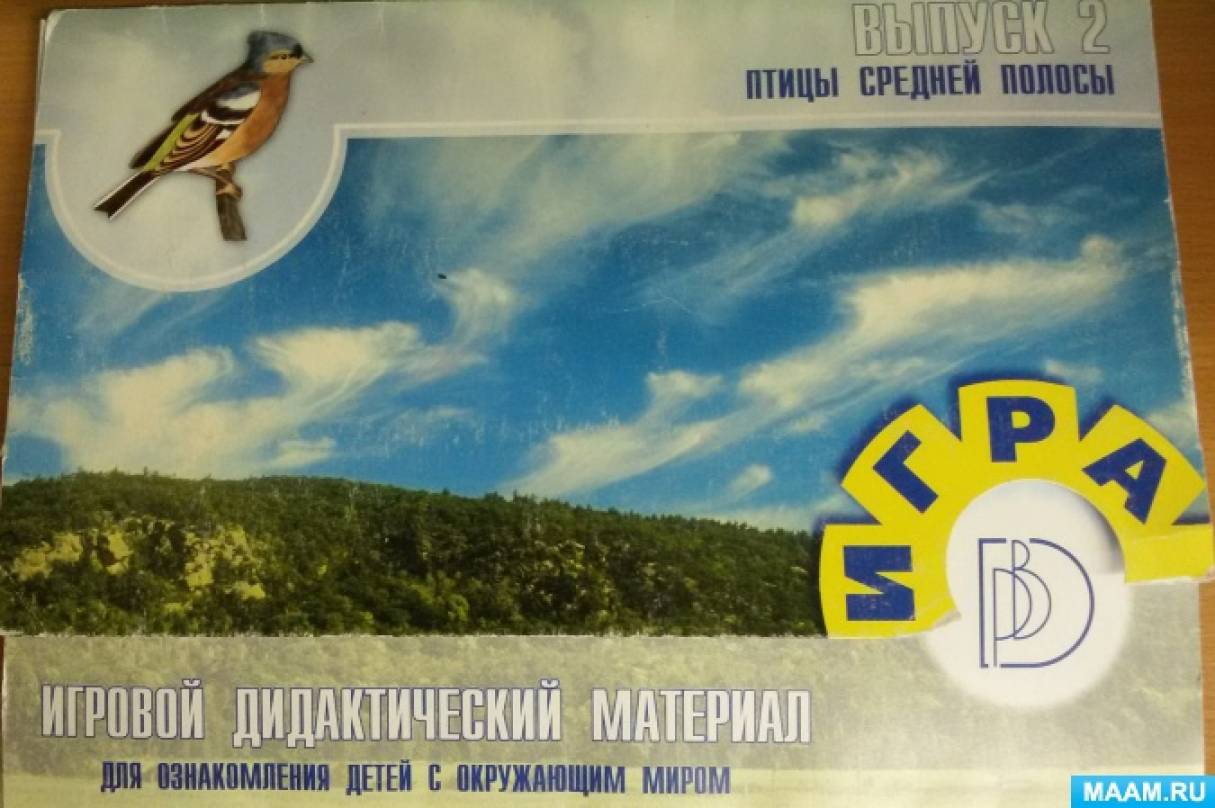 ВЫПУСК 2
ПТИЦЫ СРЕДНЕЙ ПОЛОСЫ
ИГРА
ИГРОВОЙ ДИДАКТИЧЕСКИЙ МАТЕРИАЛ
ДЛЯ ОЗНАКОМЛЕНИЯ ДЕТЕЙ С ОКРУЖАЮЩИМ МИРОМ
MAAM.RU